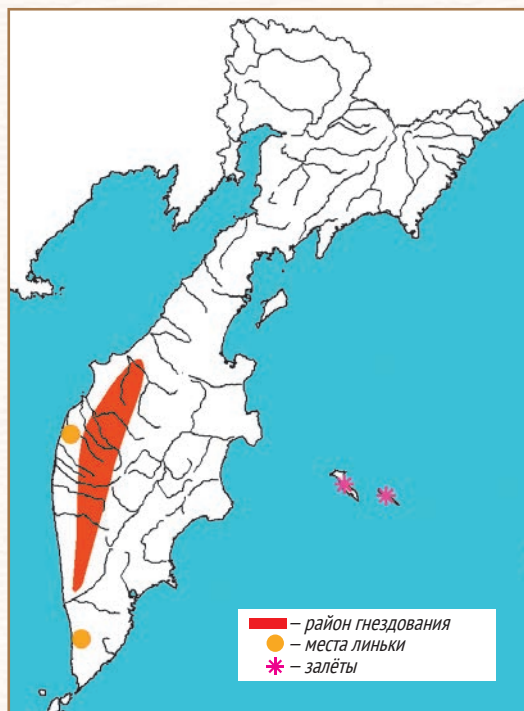 – район гнездования
– места линьки
– залёты